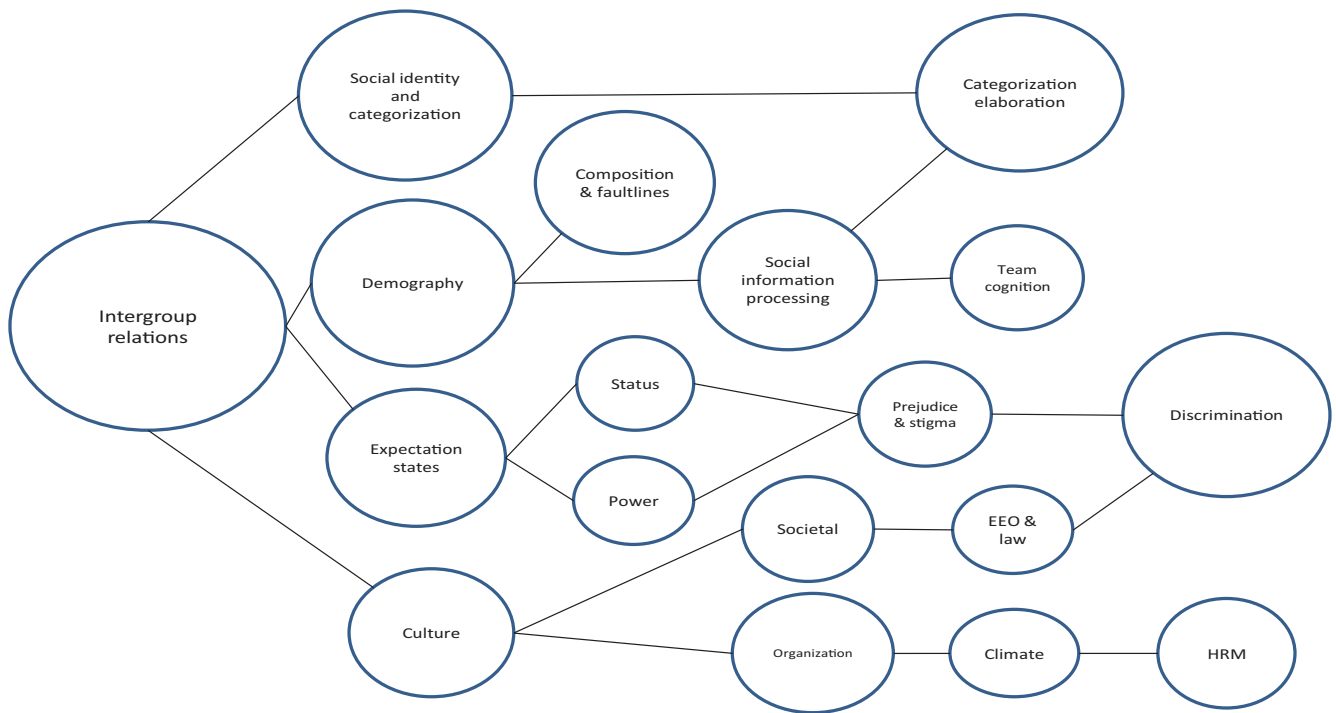 Social identity
and
categorization
Categorization
elaboration
Composition
& faultlines
Demography
Social
information
processing
Team
cognition
Intergroup
relations
Status
Prejudice
& stigma
Discrimination
Expectation
states
Power
Societal
EEO &
law
Culture
Organization
Climate
HRM